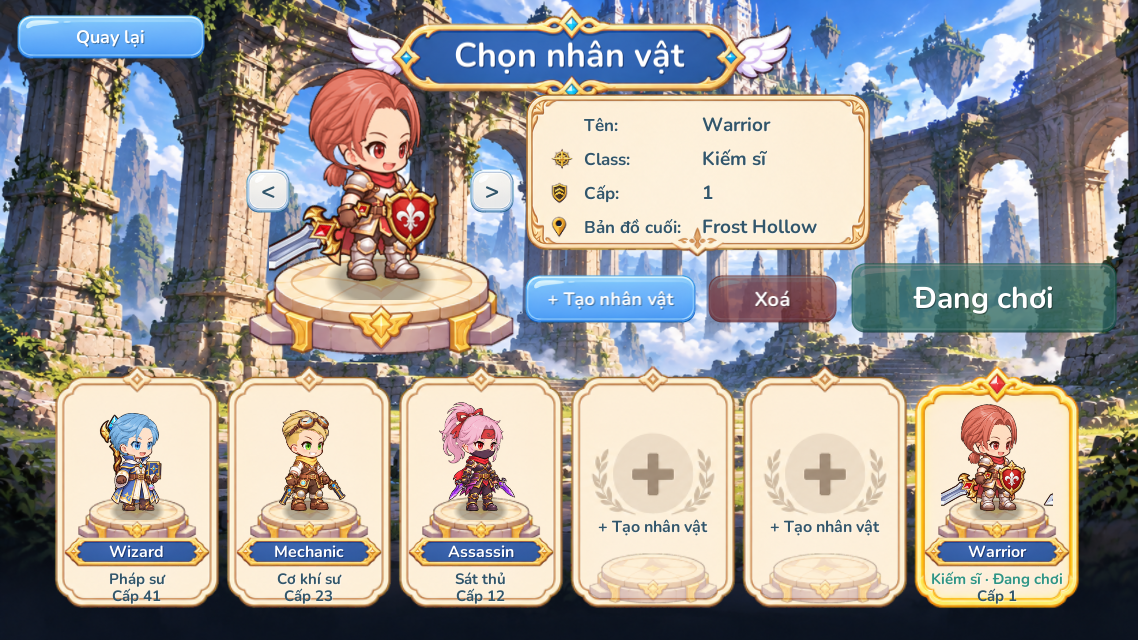 Quay lại
Chọn nhân vật
Tên: Warrior
Class: Kiếm sĩ
Cấp: 1
Bản đồ cuối: Frost Hollow
<
>
+ Tạo nhân vật
Xoá
Đang chơi
+ Tạo nhân vật
+ Tạo nhân vật
Wizard
Mechanic
Assassin
Warrior
Pháp sư
Cơ khí sư
Sát thủ
Kiếm sĩ · Đang chơi
Cấp 41
Cấp 23
Cấp 12
Cấp 1